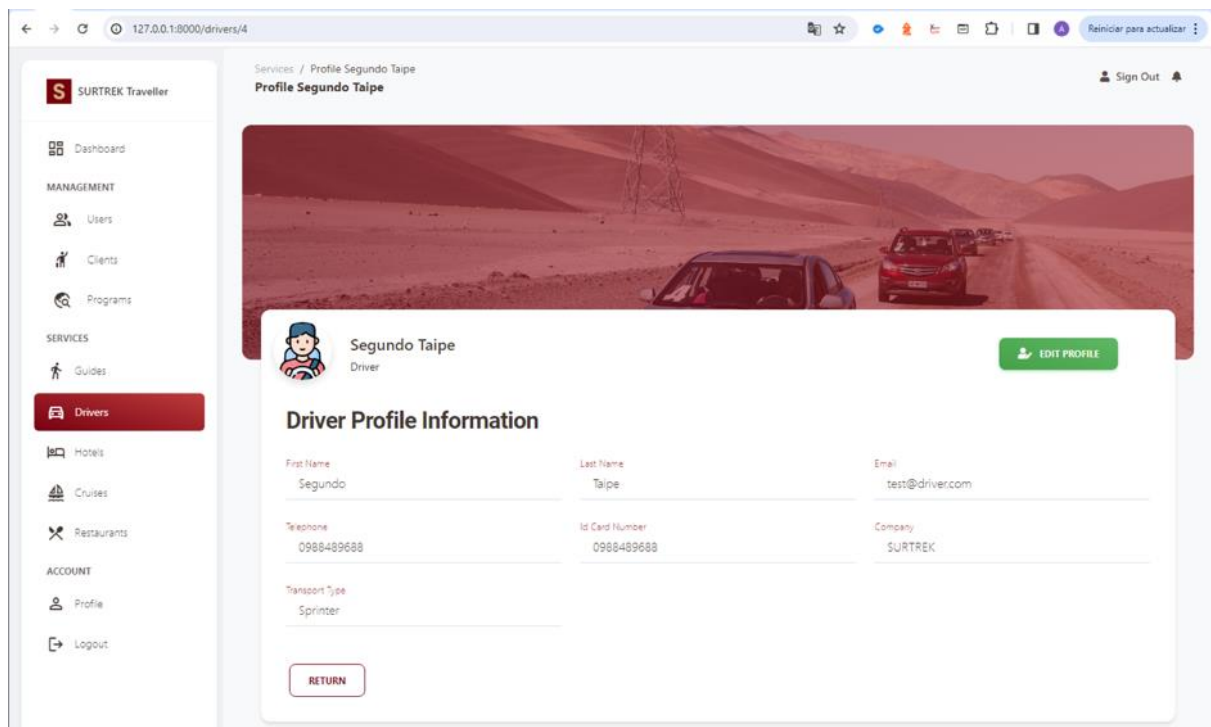 127.0.0.1:8000/drivers/4
Reiniciar para actualizar
A
S
SURTREK Traveller
Services / Profile Segundo Taipe
Profile Segundo Taipe
Sign Out
Dashboard
MANAGEMENT
Users
Clients
Programs
SERVICES
Guides
Drivers
Hotels
Cruises
Restaurants
ACCOUNT
Profile
Logout
Segundo Taipe
Driver
EDIT PROFILE
Driver Profile Information
First Name Last Name Email
Segundo Taipe test@driver.com
Telephone Id Card Number Company
0988489688 0988489688 SURTREK
Transport Type
Sprinter
RETURN